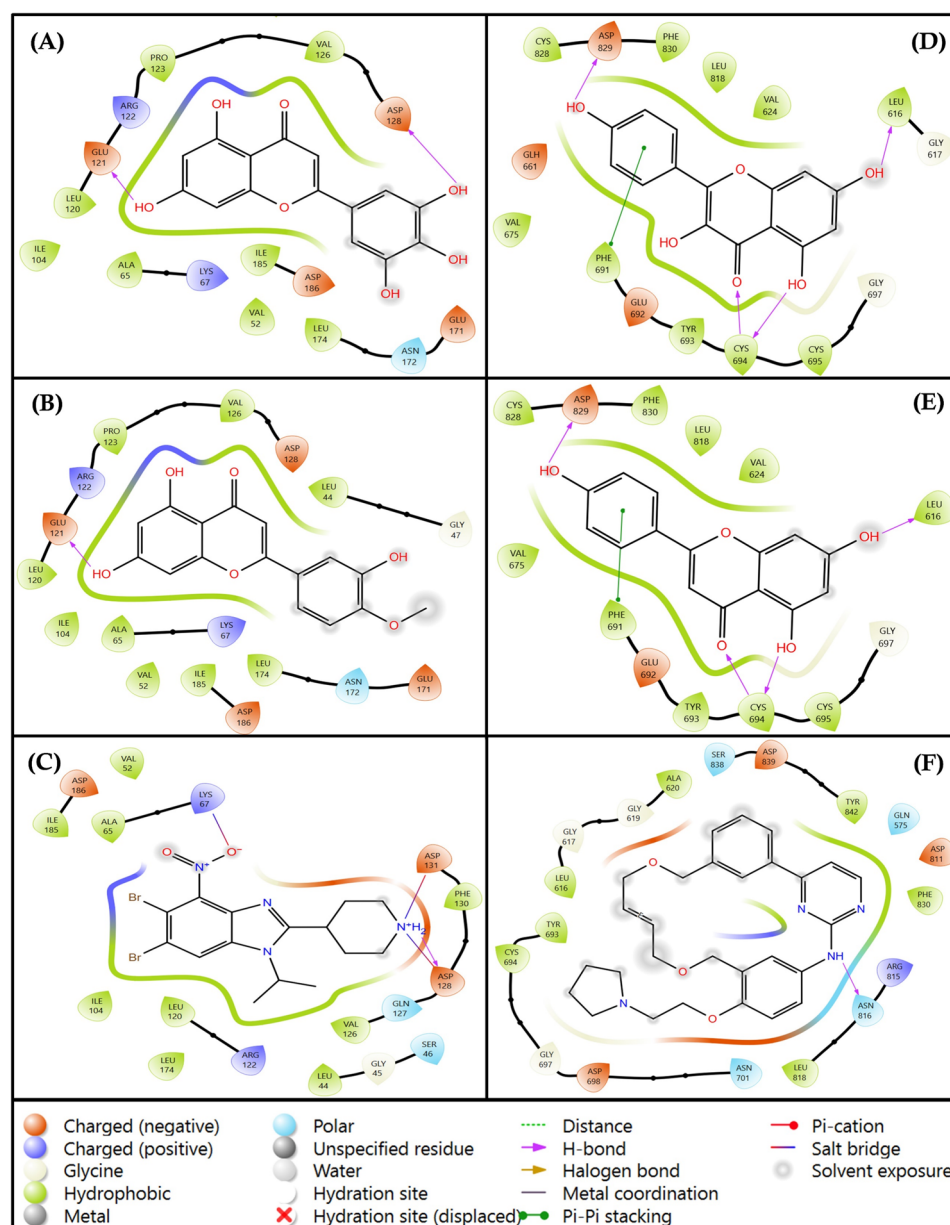 (A)
PRO
123
VAL
126
ARG
122
ASP
128
GLU
121
LEU
120
ILE
104
ALA
65
LYS
67
ILE
185
ASP
186
VAL
52
LEU
174
ASN
172
GLU
171
OH
O
HO
O
OH
OH
OH
(D)
CYS
828
ASP
829
PHE
830
LEU
818
VAL
624
LEU
616
GLY
617
GLH
661
VAL
675
PHE
691
GLU
692
TYR
693
CYS
694
CYS
695
GLY
697
HO
O
OH
HO
O
HO
(B)
PRO
123
VAL
126
ASP
128
ARG
122
LEU
44
GLY
47
GLU
121
LEU
120
ILE
104
ALA
65
LYS
67
VAL
52
ILE
185
ASP
186
LEU
174
ASN
172
GLU
171
OH
O
HO
O
OH
O
(E)
CYS
828
ASP
829
PHE
830
LEU
818
VAL
624
LEU
616
VAL
675
PHE
691
GLU
692
TYR
693
CYS
694
CYS
695
GLY
697
HO
O
OH
O
HO
(C)
VAL
52
ASP
186
LYS
67
ILE
185
ALA
65
ASP
131
PHE
130
ASP
128
GLN
127
VAL
126
SER
46
GLY
45
LEU
44
ILE
104
LEU
120
LEU
174
ARG
122
O
O⁻
N⁺
Br
Br
N
N
N⁺H₂
(F)
SER
838
ASP
839
ALA
620
GLY
619
GLY
617
LEU
616
TYR
842
GLN
575
ASP
811
PHE
830
TYR
693
CYS
694
ARG
815
ASN
816
GLY
697
ASP
698
ASN
701
LEU
818
O
N
N
O
NH
N
O
Charged (negative)
Charged (positive)
Glycine
Hydrophobic
Metal
Polar
Unspecified residue
Water
Hydration site
Hydration site (displaced)
Distance
H-bond
Halogen bond
Metal coordination
Pi-Pi stacking
Pi-cation
Salt bridge
Solvent exposure